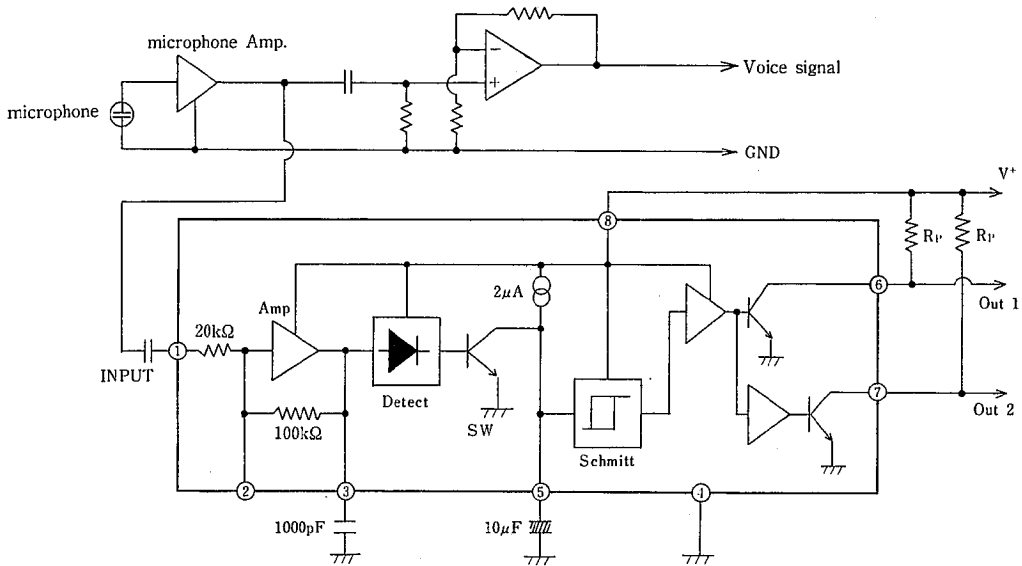 microphone Amp.
−
+
Voice signal
microphone
GND
V+
8
RP
RP
2μA
6
Amp
Out 1
20kΩ
1
INPUT
7
Detect
100kΩ
SW
Out 2
Schmitt
2
3
5
4
1000pF
10μF